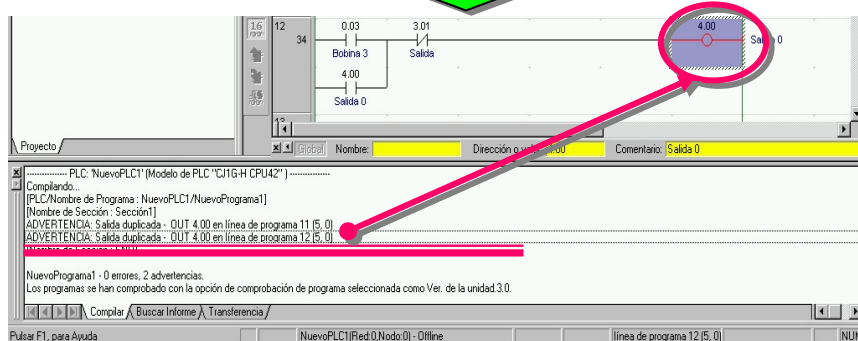 12 0.03 3.01 4.00
34 Salida 0
Bobina 3 Salida
4.00
Salida 0
Proyecto
Global Nombre: Dirección o valor: 4.00 Comentario: Salida 0
---------------- PLC: 'NuevoPLC1' (Modelo de PLC "CJ1G-H CPU42" ) ----------------
Compilando...
[PLC/Nombre de Programa : NuevoPLC1/NuevoPrograma1]
[Nombre de Sección : Sección1]
ADVERTENCIA: Salida duplicada - OUT 4.00 en línea de programa 11 (5, 0)
ADVERTENCIA: Salida duplicada - OUT 4.00 en línea de programa 12 (5, 0)
NuevoPrograma1 - 0 errores, 2 advertencias.
Los programas se han comprobado con la opción de comprobación de programa seleccionada como Ver. de la unidad.3.0.
Compilar Buscar Informe Transferencia
Pulsar F1, para Ayuda NuevoPLC1(Red:0,Nodo:0) - Offline línea de programa 12 (5, 0) NUM